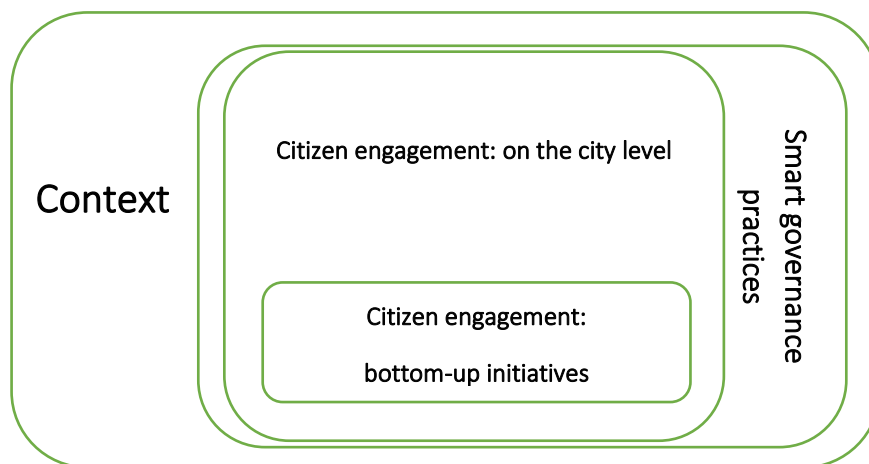 Context
Citizen engagement: on the city level
Citizen engagement:
bottom-up initiatives
Smart governance
practices